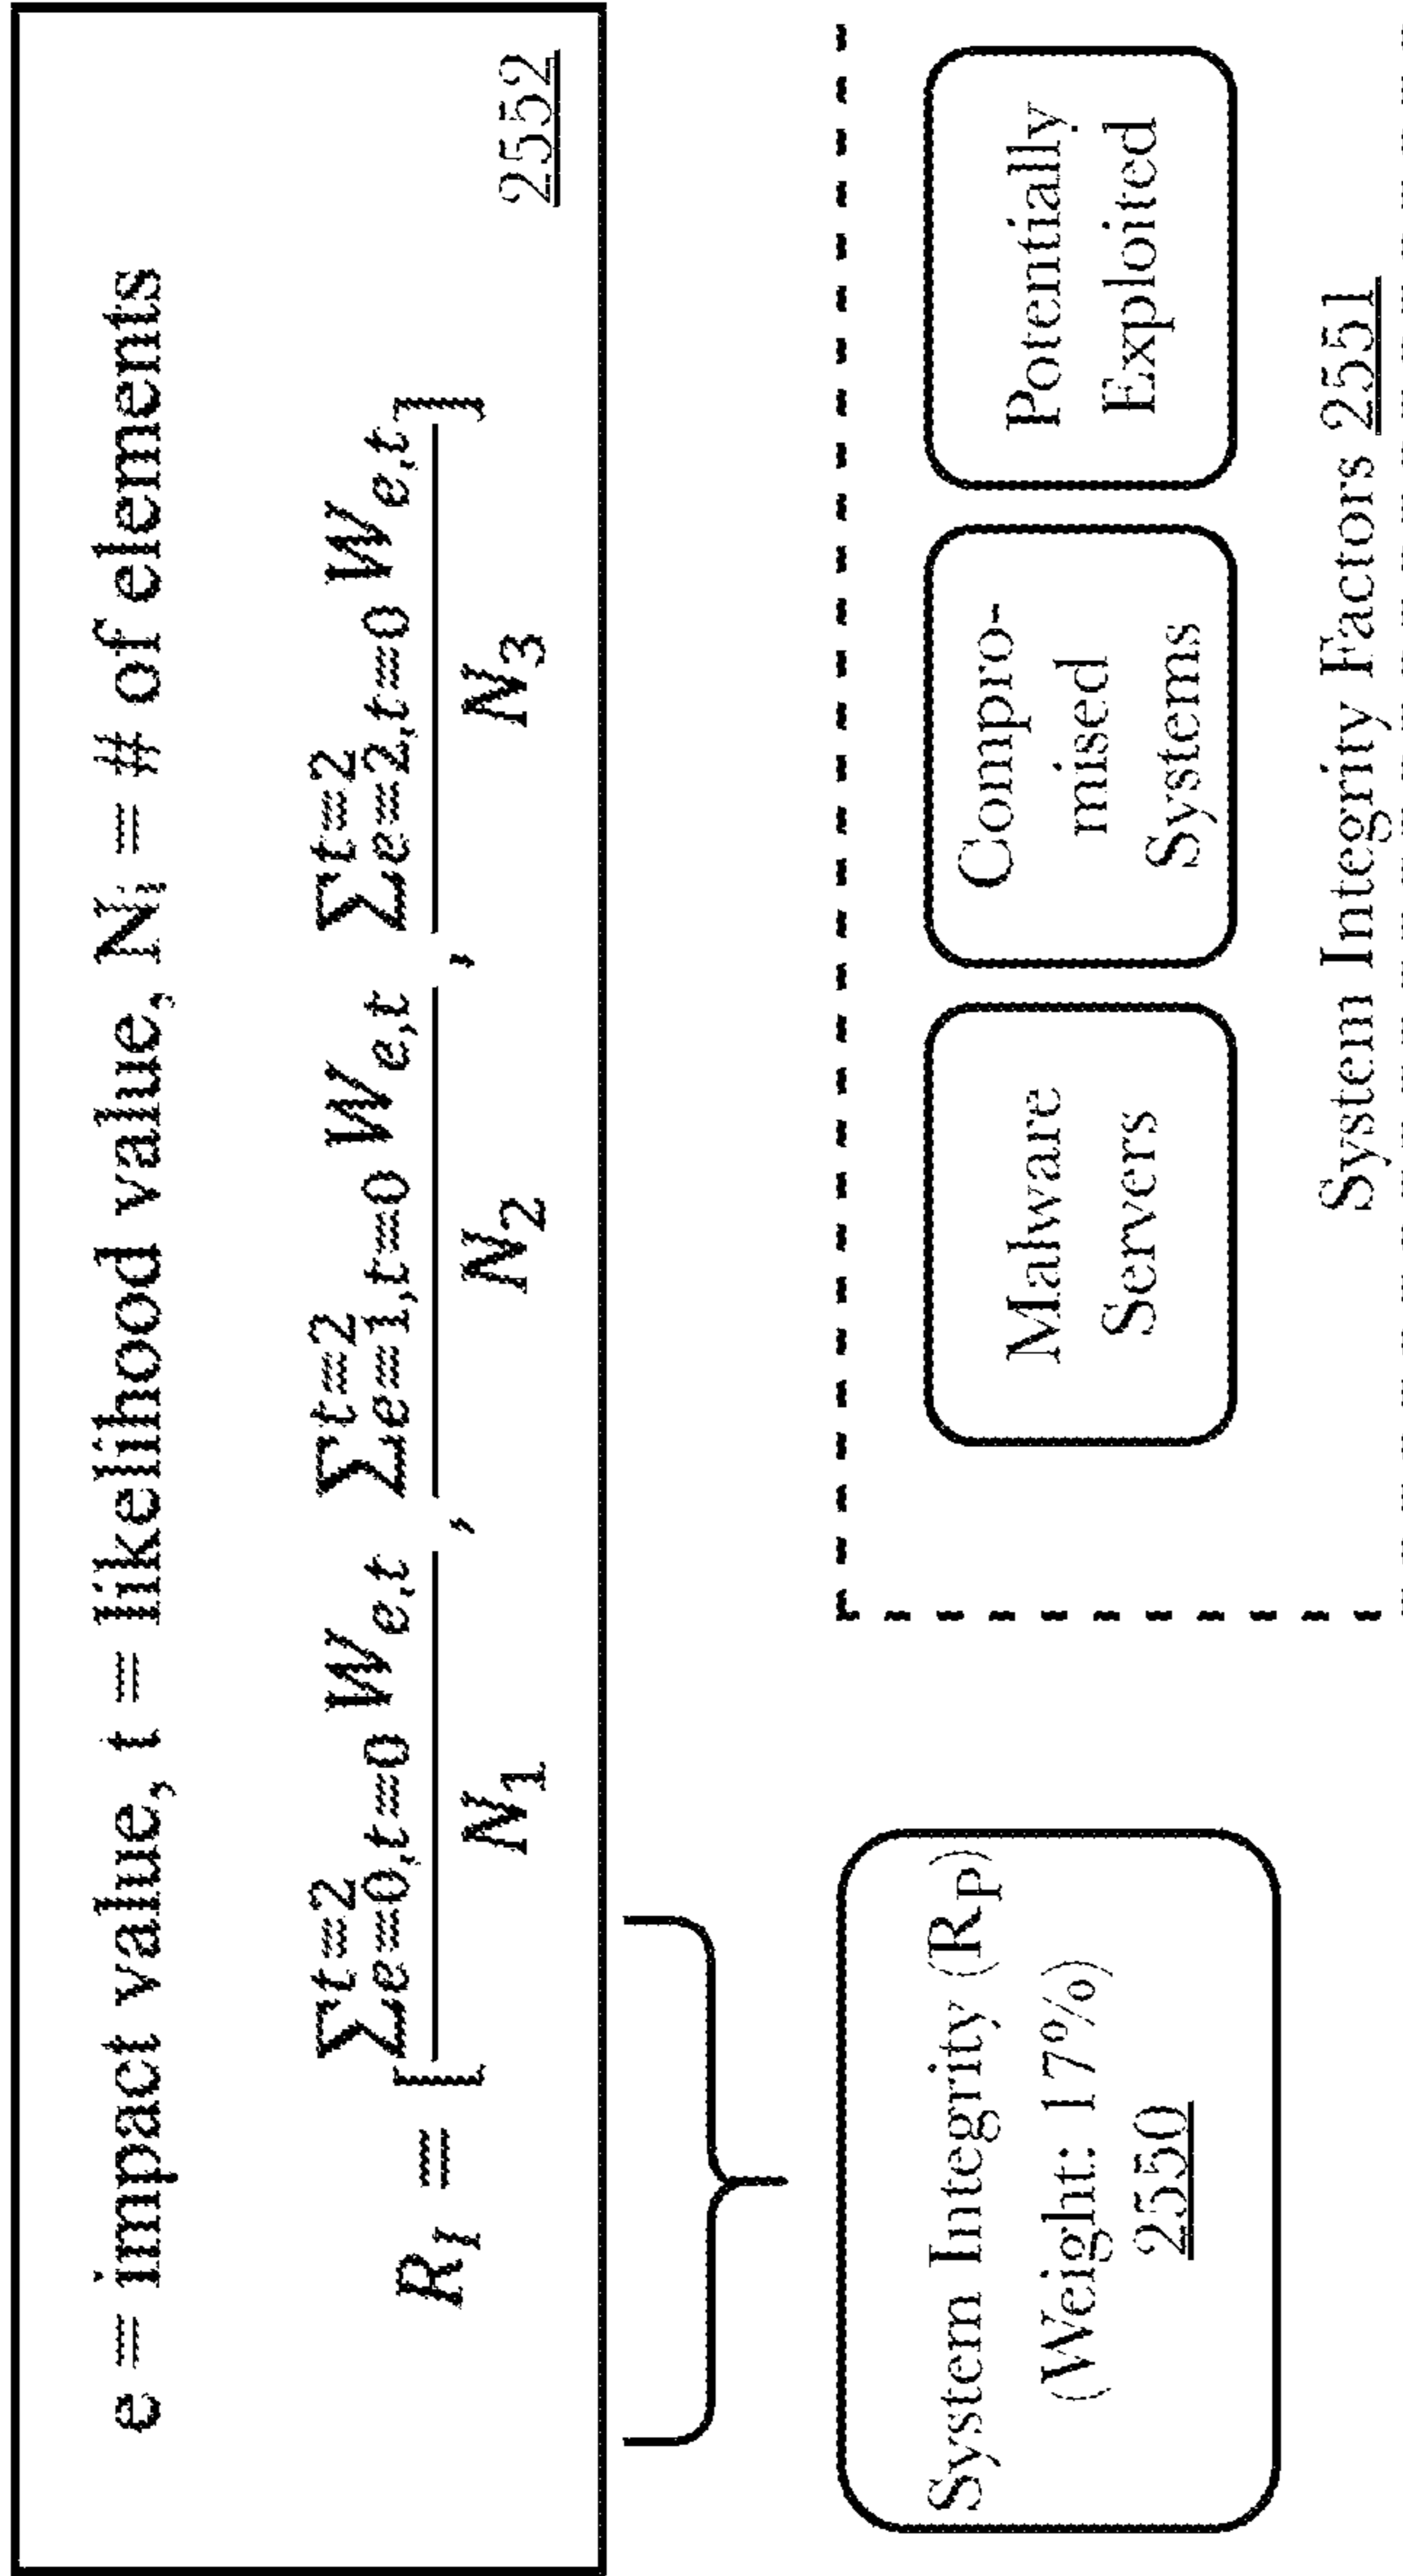 e = impact value, t = likelihood value, Nᵢ = # of elements
R_I = [ Σ_{e=0,t=0}^{t=2} W_{e,t} / N_1 , Σ_{e=1,t=0}^{t=2} W_{e,t} / N_2 , Σ_{e=2,t=0}^{t=2} W_{e,t} / N_3 ]
2552
System Integrity (R_P)
(Weight: 17%)
2550
Malware
Servers
Compro-
mised
Systems
Potentially
Exploited
System Integrity Factors 2551